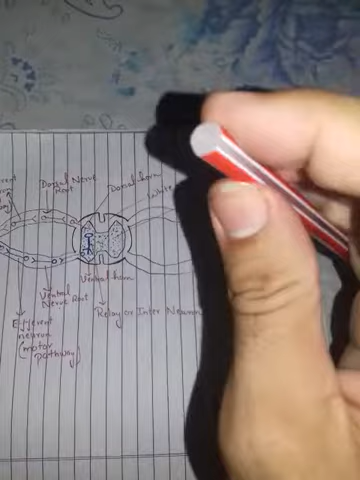 Dorsal Nerve
Root
Dorsal horn
White
Ventral horn
Ventral
Nerve Root
Relay or Inter Neuron
Efferent
neuron
(motor
pathway)